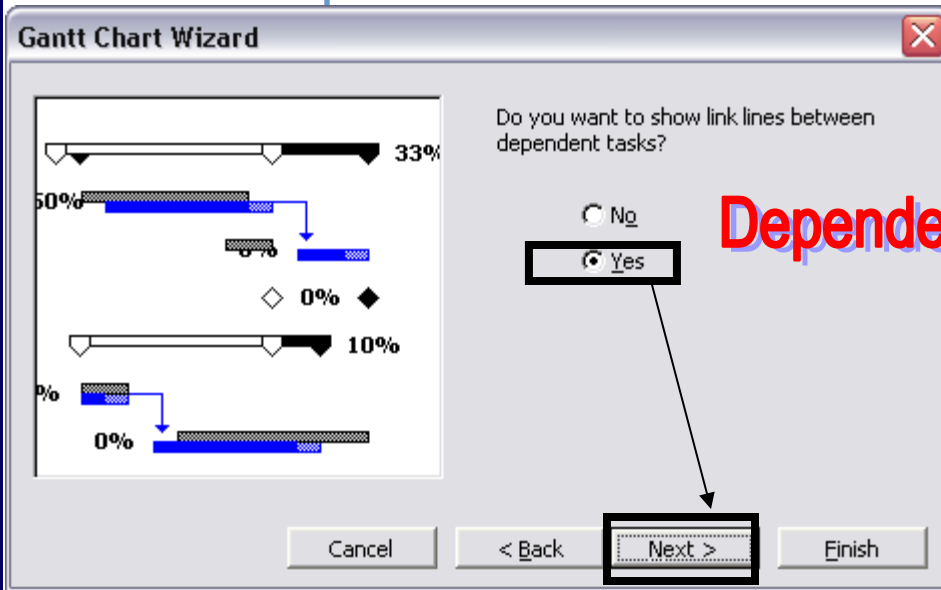 Gantt Chart Wizard
Do you want to show link lines between
dependent tasks?
33%
50%
No
Yes
0%
0%
10%
%
0%
Cancel
< Back
Next >
Finish